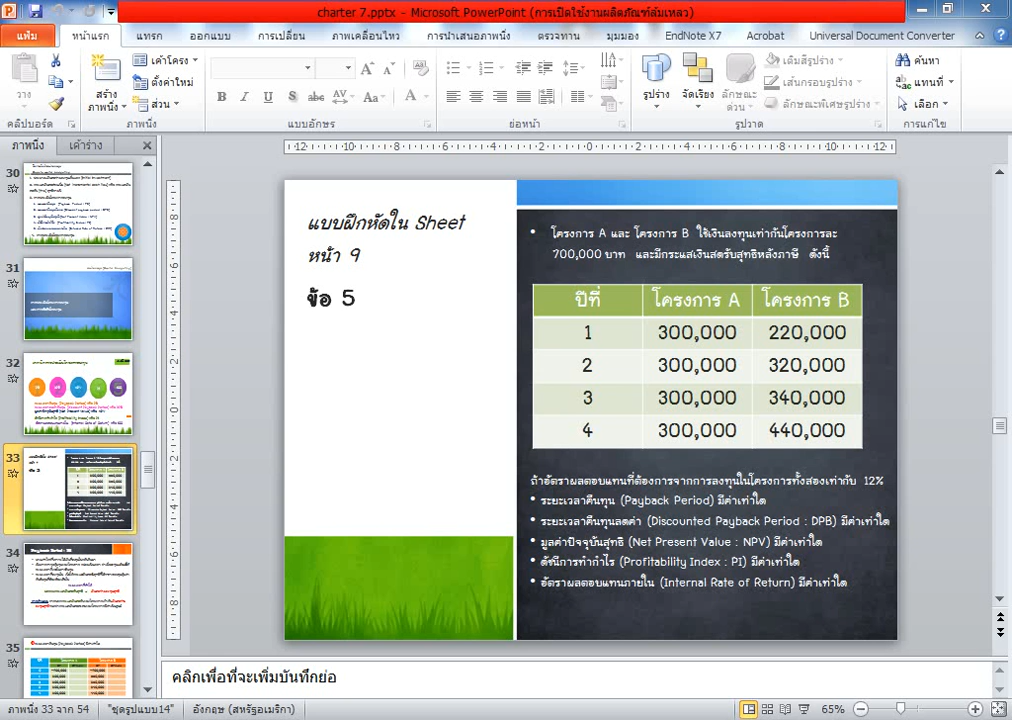 charter 7.pptx - Microsoft PowerPoint (การเปิดใช้งานผลิตภัณฑ์ล้มเหลว)
แฟ้ม หน้าแรก แทรก ออกแบบ การเปลี่ยน ภาพเคลื่อนไหว การนำเสนอภาพนิ่ง ตรวจทาน มุมมอง EndNote X7 Acrobat Universal Document Converter
วาง
คลิปบอร์ด
สร้าง
ภาพนิ่ง
เค้าโครง
ตั้งค่าใหม่
ส่วน
ภาพนิ่ง
B I U S abc AV Aa A
แบบอักษร
ย่อหน้า
รูปร่าง
จัดเรียง
ลักษณะ
ด่วน
เติมสีรูปร่าง
เส้นกรอบรูปร่าง
ลักษณะพิเศษรูปร่าง
รูปวาด
ค้นหา
แทนที่
เลือก
การแก้ไข
ภาพนิ่ง เค้าร่าง
30
31
32
33
34
35
แบบฝึกหัดใน Sheet
หน้า 9
ข้อ 5
• โครงการ A และ โครงการ B ใช้เงินลงทุนเท่ากันโครงการละ
700,000 บาท และมีกระแสเงินสดรับสุทธิหลังภาษี ดังนี้
ปีที่ โครงการ A โครงการ B
1 300,000 220,000
2 300,000 320,000
3 300,000 340,000
4 300,000 440,000
ถ้าอัตราผลตอบแทนที่ต้องการจากการลงทุนในโครงการทั้งสองเท่ากับ 12%
• ระยะเวลาคืนทุน (Payback Period) มีค่าเท่าใด
• ระยะเวลาคืนทุนลดค่า (Discounted Payback Period : DPB) มีค่าเท่าใด
• มูลค่าปัจจุบันสุทธิ (Net Present Value : NPV) มีค่าเท่าใด
• ดัชนีการทำกำไร (Profitability Index : PI) มีค่าเท่าใด
• อัตราผลตอบแทนภายใน (Internal Rate of Return) มีค่าเท่าใด
คลิกเพื่อที่จะเพิ่มบันทึกย่อ
ภาพนิ่ง 33 จาก 54 "ชุดรูปแบบ14" อังกฤษ (สหรัฐอเมริกา) 65%